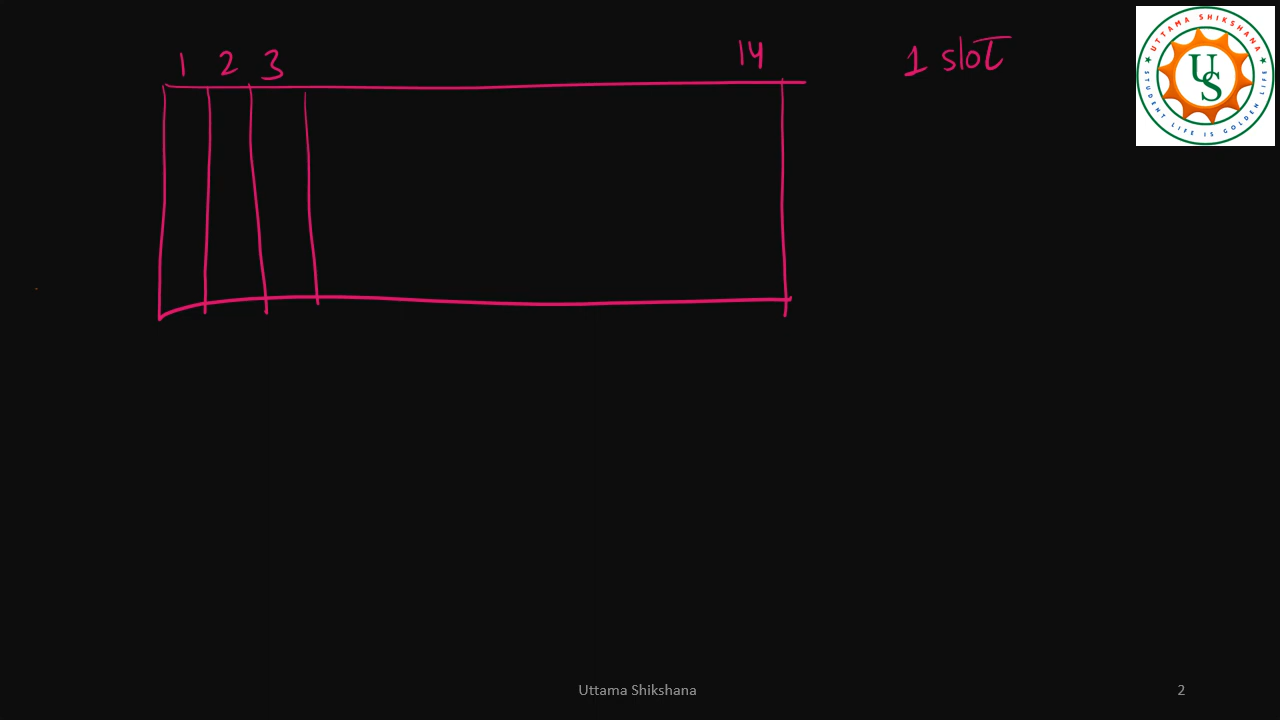 1 2 3 14 1 slot
UTTAMA SHIKSHANA
US
STUDENT LIFE IS GOLDEN LIFE
Uttama Shikshana 2